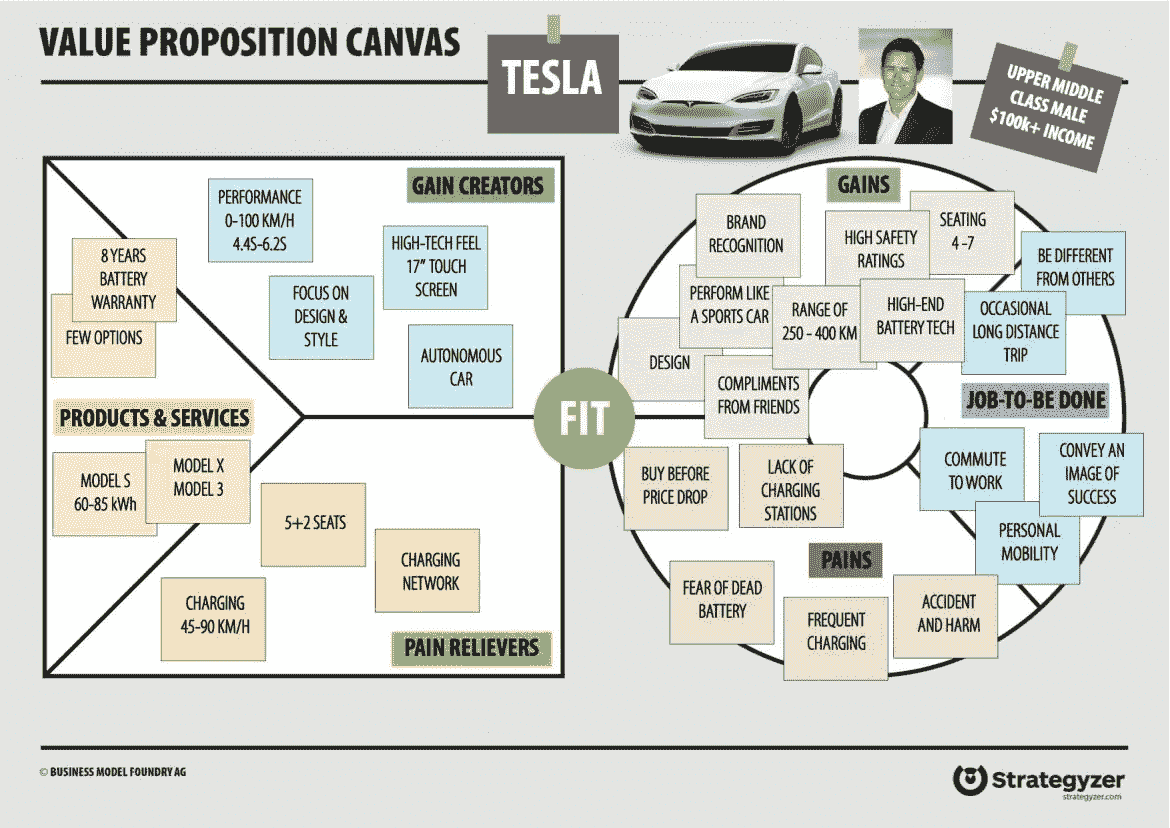 VALUE PROPOSITION CANVAS
TESLA
UPPER MIDDLE
CLASS MALE
$100k+ INCOME
GAIN CREATORS
PERFORMANCE
0-100 KM/H
4.4S-6.2S
HIGH-TECH FEEL
17" TOUCH
SCREEN
8 YEARS
BATTERY
WARRANTY
FEW OPTIONS
FOCUS ON
DESIGN &
STYLE
AUTONOMOUS
CAR
PRODUCTS & SERVICES
MODEL S
60-85 kWh
MODEL X
MODEL 3
5+2 SEATS
CHARGING
NETWORK
CHARGING
45-90 KM/H
PAIN RELIEVERS
FIT
GAINS
BRAND
RECOGNITION
HIGH SAFETY
RATINGS
SEATING
4 -7
BE DIFFERENT
FROM OTHERS
PERFORM LIKE
A SPORTS CAR
RANGE OF
250 - 400 KM
HIGH-END
BATTERY TECH
OCCASIONAL
LONG DISTANCE
TRIP
DESIGN
COMPLIMENTS
FROM FRIENDS
JOB-TO-BE DONE
BUY BEFORE
PRICE DROP
LACK OF
CHARGING
STATIONS
COMMUTE
TO WORK
CONVEY AN
IMAGE OF
SUCCESS
PERSONAL
MOBILITY
PAINS
FEAR OF DEAD
BATTERY
FREQUENT
CHARGING
ACCIDENT
AND HARM
© BUSINESS MODEL FOUNDRY AG
Strategyzer
strategyzer.com